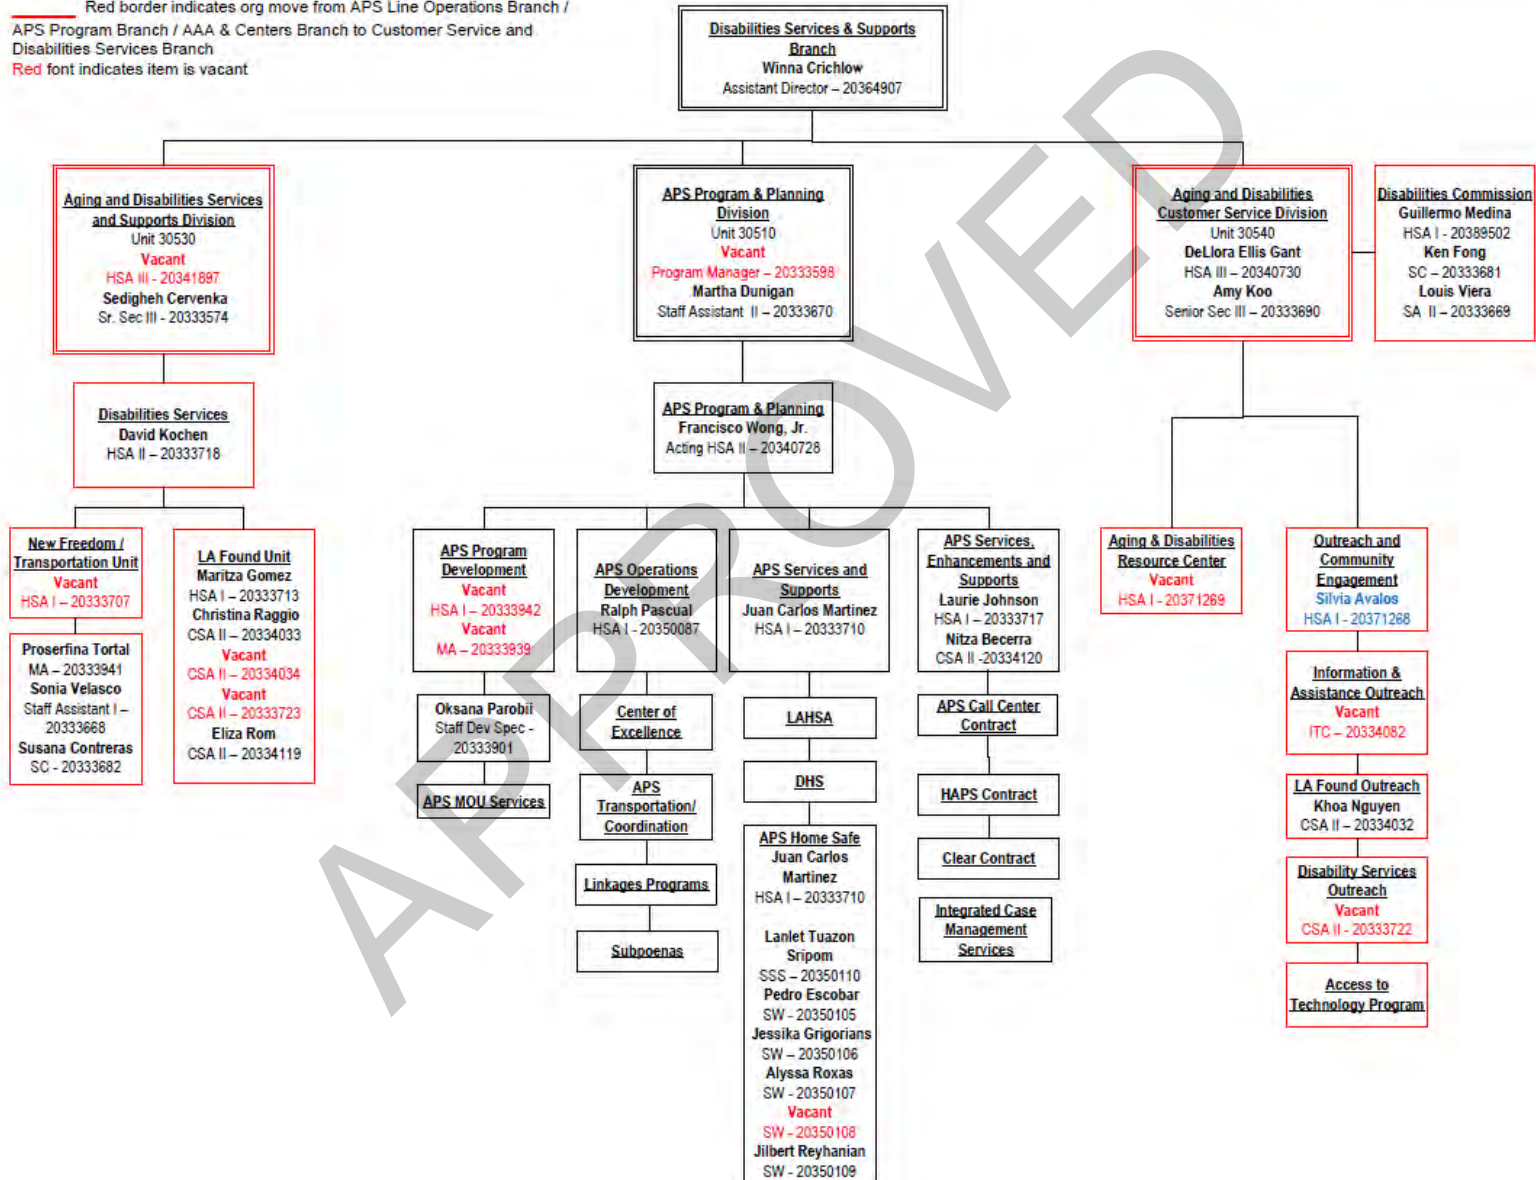 Red border indicates org move from APS Line Operations Branch /
APS Program Branch / AAA & Centers Branch to Customer Service and
Disabilities Services Branch
Red font indicates item is vacant
Disabilities Services & Supports
Branch
Winna Crichlow
Assistant Director – 20364907
Aging and Disabilities Services
and Supports Division
Unit 30530
Vacant
HSA III - 20341897
Sedigheh Cervenka
Sr. Sec III - 20333574
APS Program & Planning
Division
Unit 30510
Vacant
Program Manager – 20333598
Martha Dunigan
Staff Assistant II – 20333670
Aging and Disabilities
Customer Service Division
Unit 30540
DeLlora Ellis Gant
HSA III – 20340730
Amy Koo
Senior Sec III – 20333690
Disabilities Commission
Guillermo Medina
HSA I - 20389502
Ken Fong
SC – 20333681
Louis Viera
SA II – 20333669
Disabilities Services
David Kochen
HSA II – 20333718
APS Program & Planning
Francisco Wong, Jr.
Acting HSA II – 20340728
New Freedom /
Transportation Unit
Vacant
HSA I – 20333707
Proserfina Tortal
MA – 20333941
Sonia Velasco
Staff Assistant I –
20333668
Susana Contreras
SC - 20333682
LA Found Unit
Maritza Gomez
HSA I – 20333713
Christina Raggio
CSA II – 20334033
Vacant
CSA II – 20334034
Vacant
CSA II – 20333723
Eliza Rom
CSA II – 20334119
APS Program
Development
Vacant
HSA I – 20333942
Vacant
MA – 20333939
Oksana Parobii
Staff Dev Spec -
20333901
APS MOU Services
APS Operations
Development
Ralph Pascual
HSA I - 20350087
Center of
Excellence
APS
Transportation/
Coordination
Linkages Programs
Subpoenas
APS Services and
Supports
Juan Carlos Martinez
HSA I – 20333710
LAHSA
DHS
APS Home Safe
Juan Carlos
Martinez
HSA I – 20333710
Lanlet Tuazon
Sripom
SSS – 20350110
Pedro Escobar
SW - 20350105
Jessika Grigorians
SW – 20350106
Alyssa Roxas
SW - 20350107
Vacant
SW - 20350108
Jilbert Reyhanian
SW - 20350109
APS Services,
Enhancements and
Supports
Laurie Johnson
HSA I – 20333717
Nitza Becerra
CSA II -20334120
APS Call Center
Contract
HAPS Contract
Clear Contract
Integrated Case
Management
Services
Aging & Disabilities
Resource Center
Vacant
HSA I - 20371269
Outreach and
Community
Engagement
Silvia Avalos
HSA I - 20371268
Information &
Assistance Outreach
Vacant
ITC – 20334082
LA Found Outreach
Khoa Nguyen
CSA II – 20334032
Disability Services
Outreach
Vacant
CSA II - 20333722
Access to
Technology Program
APPROVED